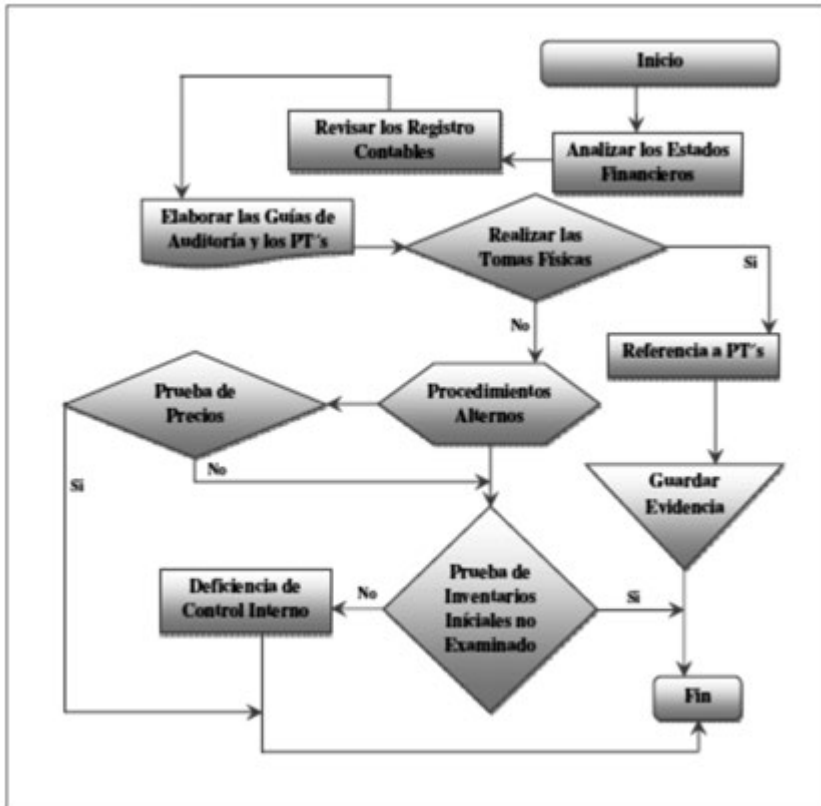 Inicio
Analizar los Estados
Financieros
Revisar los Registro
Contables
Elaborar las Guías de
Auditoría y los PT´s
Realizar las
Tomas Físicas
Si
No
Referencia a PT´s
Procedimientos
Alternos
Prueba de
Precios
Si
No
Guardar
Evidencia
Prueba de
Inventarios
Iníciales no
Examinado
No
Si
Deficiencia de
Control Interno
Fin